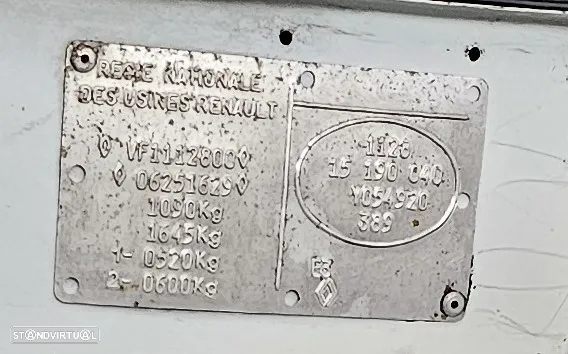 REGIE NATIONALE
DES USINES RENAULT
◊ VF1112800◊
◊ 06251629◊
1090Kg
1645Kg
1- 0520Kg
2- 0600Kg
1126
15 190 040
Y054920
389
STANDVIRTUAL